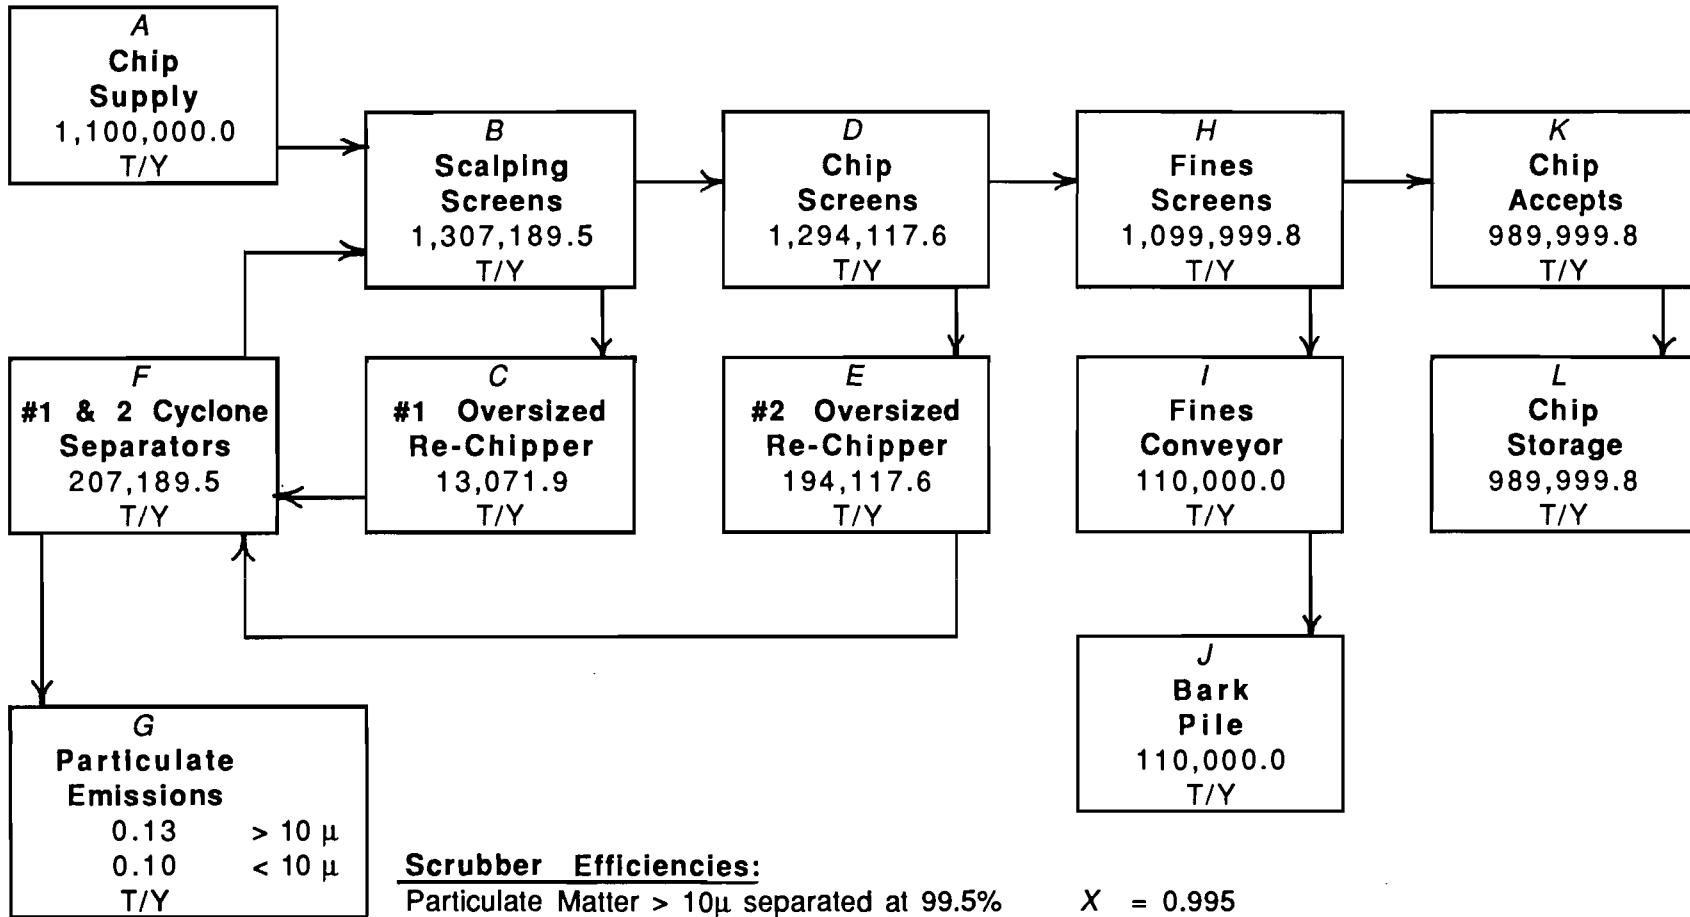 A
Chip
Supply
1,100,000.0
T/Y
B
Scalping
Screens
1,307,189.5
T/Y
D
Chip
Screens
1,294,117.6
T/Y
H
Fines
Screens
1,099,999.8
T/Y
K
Chip
Accepts
989,999.8
T/Y
F
#1 & 2 Cyclone
Separators
207,189.5
T/Y
C
#1 Oversized
Re-Chipper
13,071.9
T/Y
E
#2 Oversized
Re-Chipper
194,117.6
T/Y
I
Fines
Conveyor
110,000.0
T/Y
L
Chip
Storage
989,999.8
T/Y
J
Bark
Pile
110,000.0
T/Y
G
Particulate
Emissions
0.13 > 10 μ
0.10 < 10 μ
T/Y
Scrubber Efficiencies:
Particulate Matter > 10μ separated at 99.5% X = 0.995